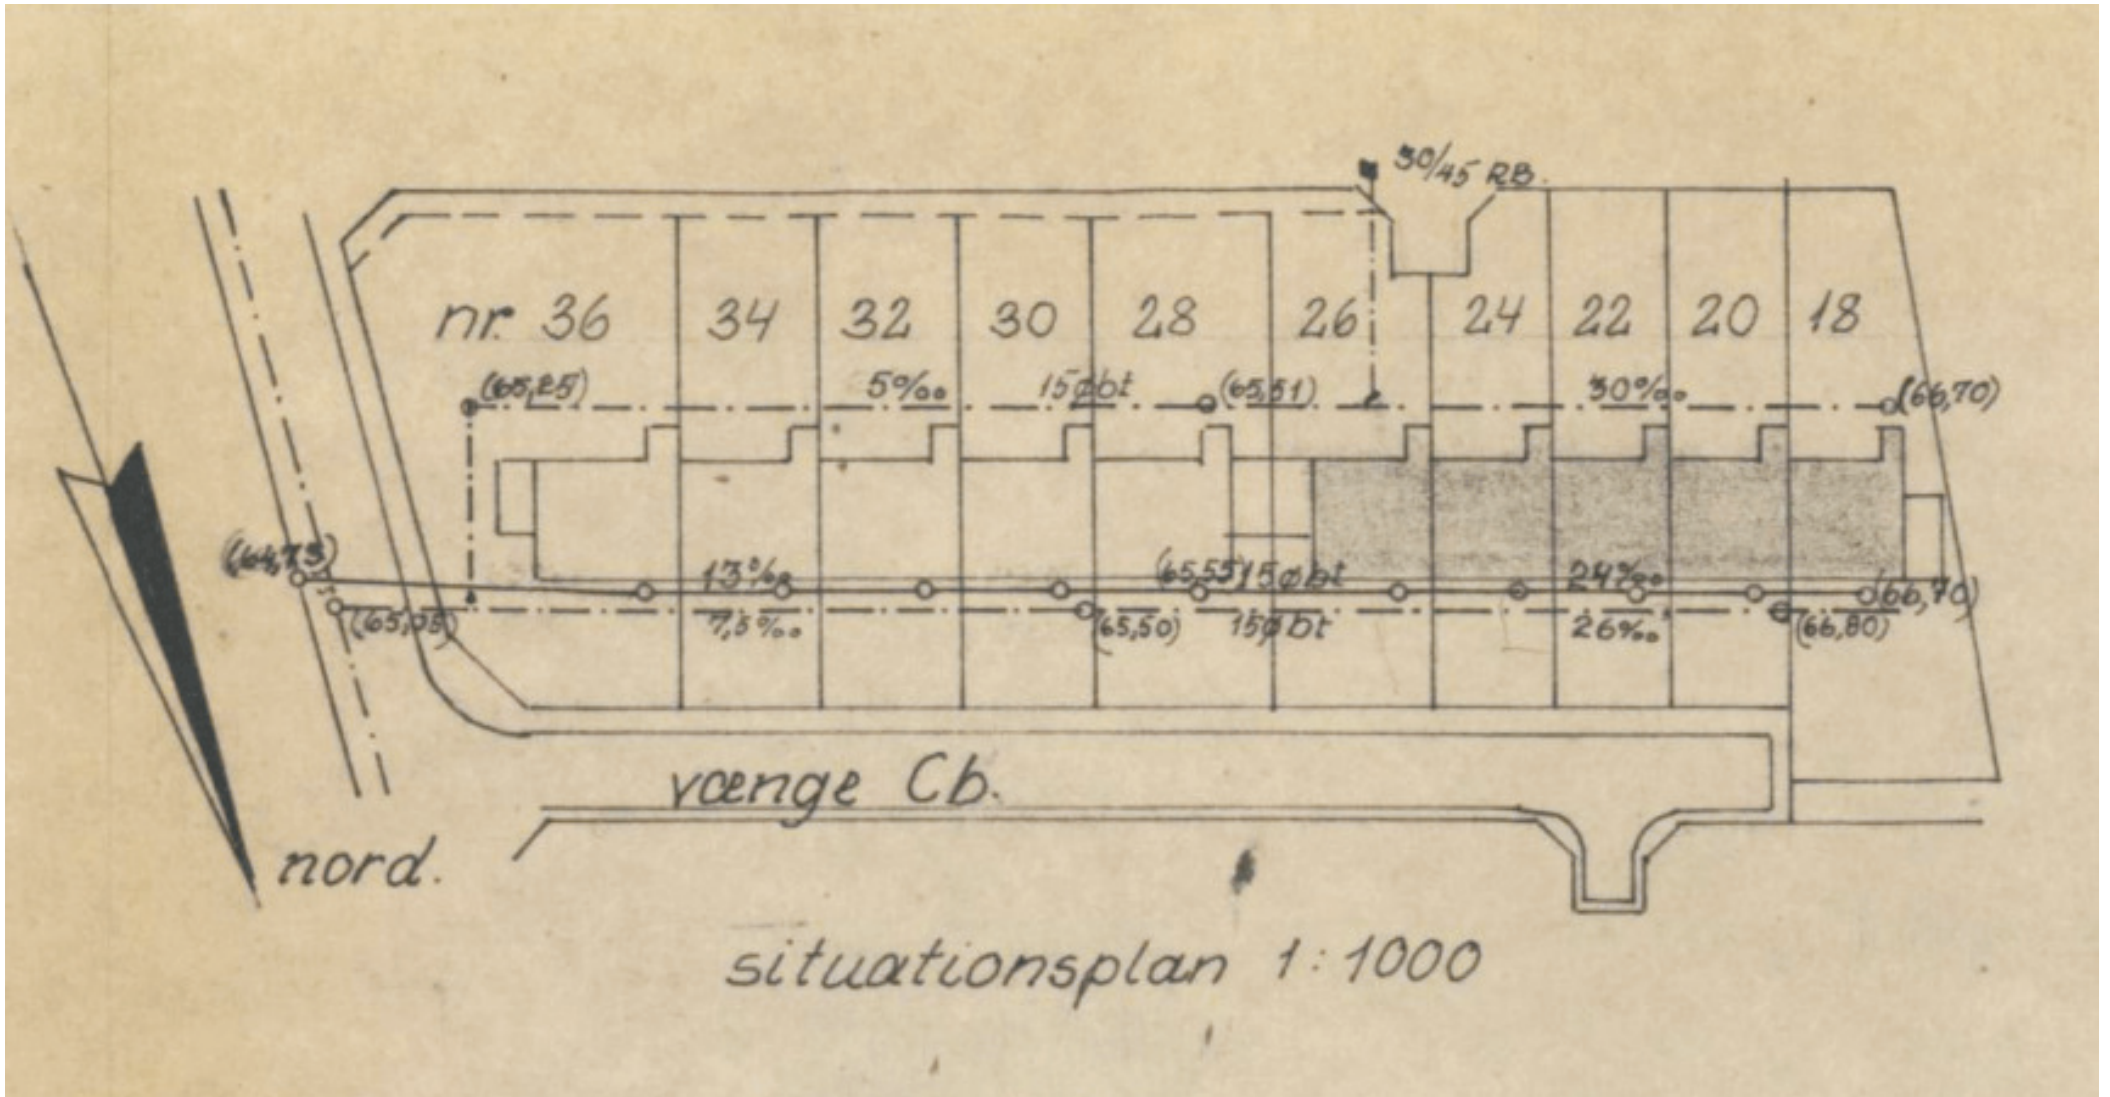 30/45 RB.
nr. 36 34 32 30 28 26 24 22 20 18
(65,25) 5‰ 15øbt (65,51) 30‰ (66,70)
(64,73) 13‰ (65,55) 15øbt 24‰ (66,70)
(65,05) 7,5‰ (65,50) 15øbt 26‰ (66,80)
vænge Cb.
nord.
situationsplan 1:1000